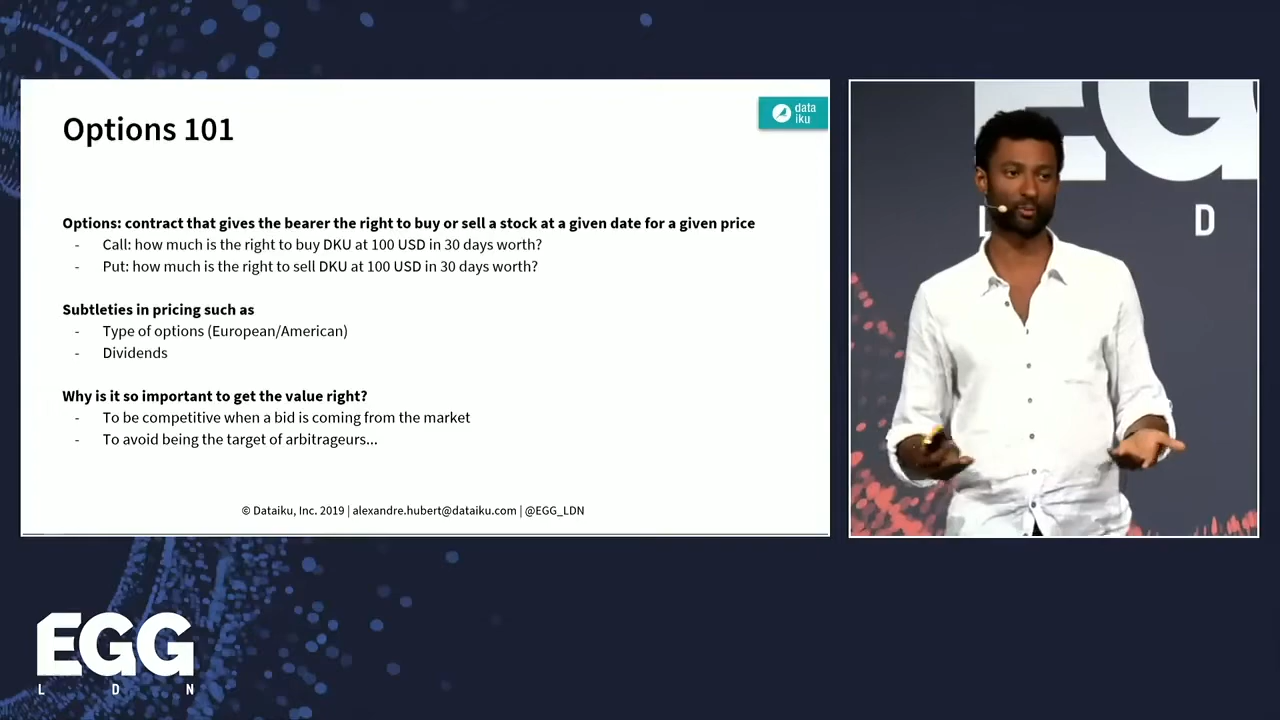 Options 101
data
iku
Options: contract that gives the bearer the right to buy or sell a stock at a given date for a given price
- Call: how much is the right to buy DKU at 100 USD in 30 days worth?
- Put: how much is the right to sell DKU at 100 USD in 30 days worth?
Subtleties in pricing such as
- Type of options (European/American)
- Dividends
Why is it so important to get the value right?
- To be competitive when a bid is coming from the market
- To avoid being the target of arbitrageurs...
© Dataiku, Inc. 2019 | alexandre.hubert@dataiku.com | @EGG_LDN
EG
L D
EGG
L D N